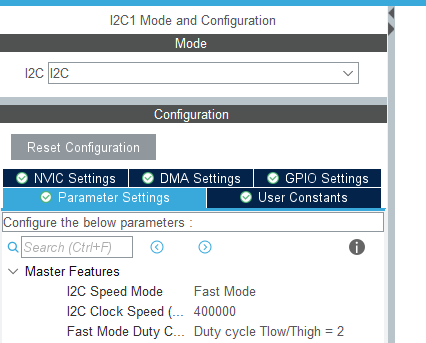 I2C1 Mode and Configuration
Mode
I2C I2C
Configuration
Reset Configuration
NVIC Settings DMA Settings GPIO Settings
Parameter Settings User Constants
Configure the below parameters :
Search (Ctrl+F)
Master Features
I2C Speed Mode Fast Mode
I2C Clock Speed (... 400000
Fast Mode Duty C... Duty cycle Tlow/Thigh = 2